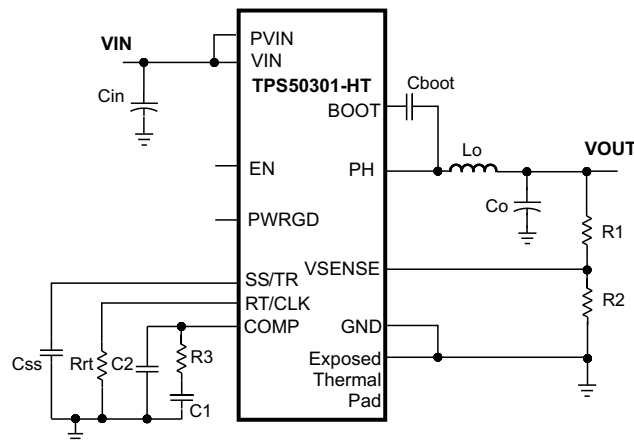 VIN
PVIN
VIN
TPS50301-HT
Cboot
Cin
BOOT
Lo
VOUT
EN
PH
Co
R1
PWRGD
VSENSE
SS/TR
R2
RT/CLK
COMP
GND
Css
Rrt
C2
R3
C1
Exposed
Thermal
Pad